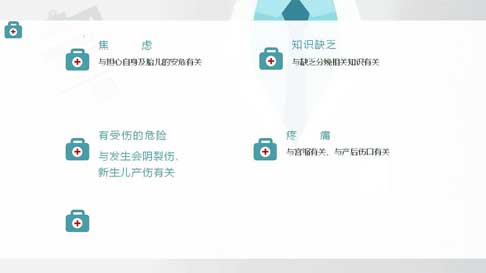 焦 虑
与担心自身及胎儿的安危有关
知识缺乏
与缺乏分娩相关知识有关
有受伤的危险
与发生会阴裂伤、
新生儿产伤有关
疼 痛
与宫缩有关、与产后伤口有关